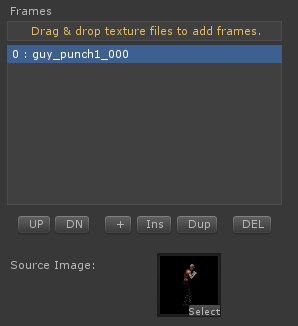 Frames
Drag & drop texture files to add frames.
0 : guy_punch1_000
UP DN + Ins Dup DEL
Source Image:
Select